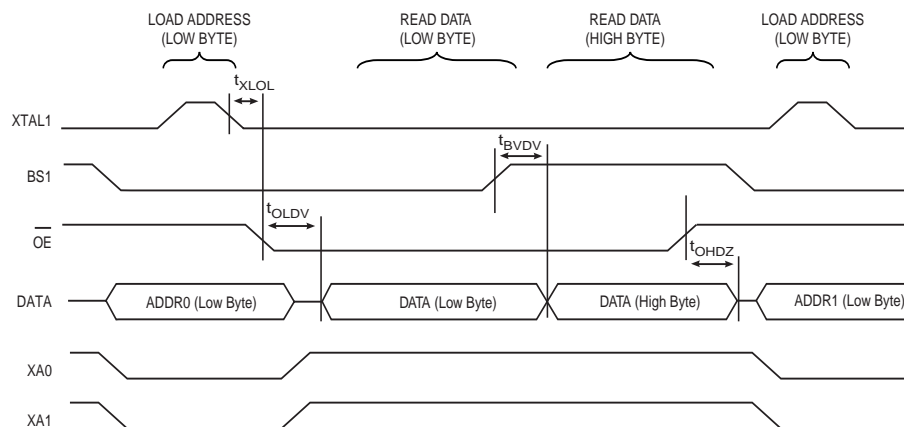 LOAD ADDRESS
(LOW BYTE)
READ DATA
(LOW BYTE)
READ DATA
(HIGH BYTE)
LOAD ADDRESS
(LOW BYTE)
tXLOL
XTAL1
tBVDV
BS1
tOLDV
OE
tOHDZ
DATA
ADDR0 (Low Byte)
DATA (Low Byte)
DATA (High Byte)
ADDR1 (Low Byte)
XA0
XA1